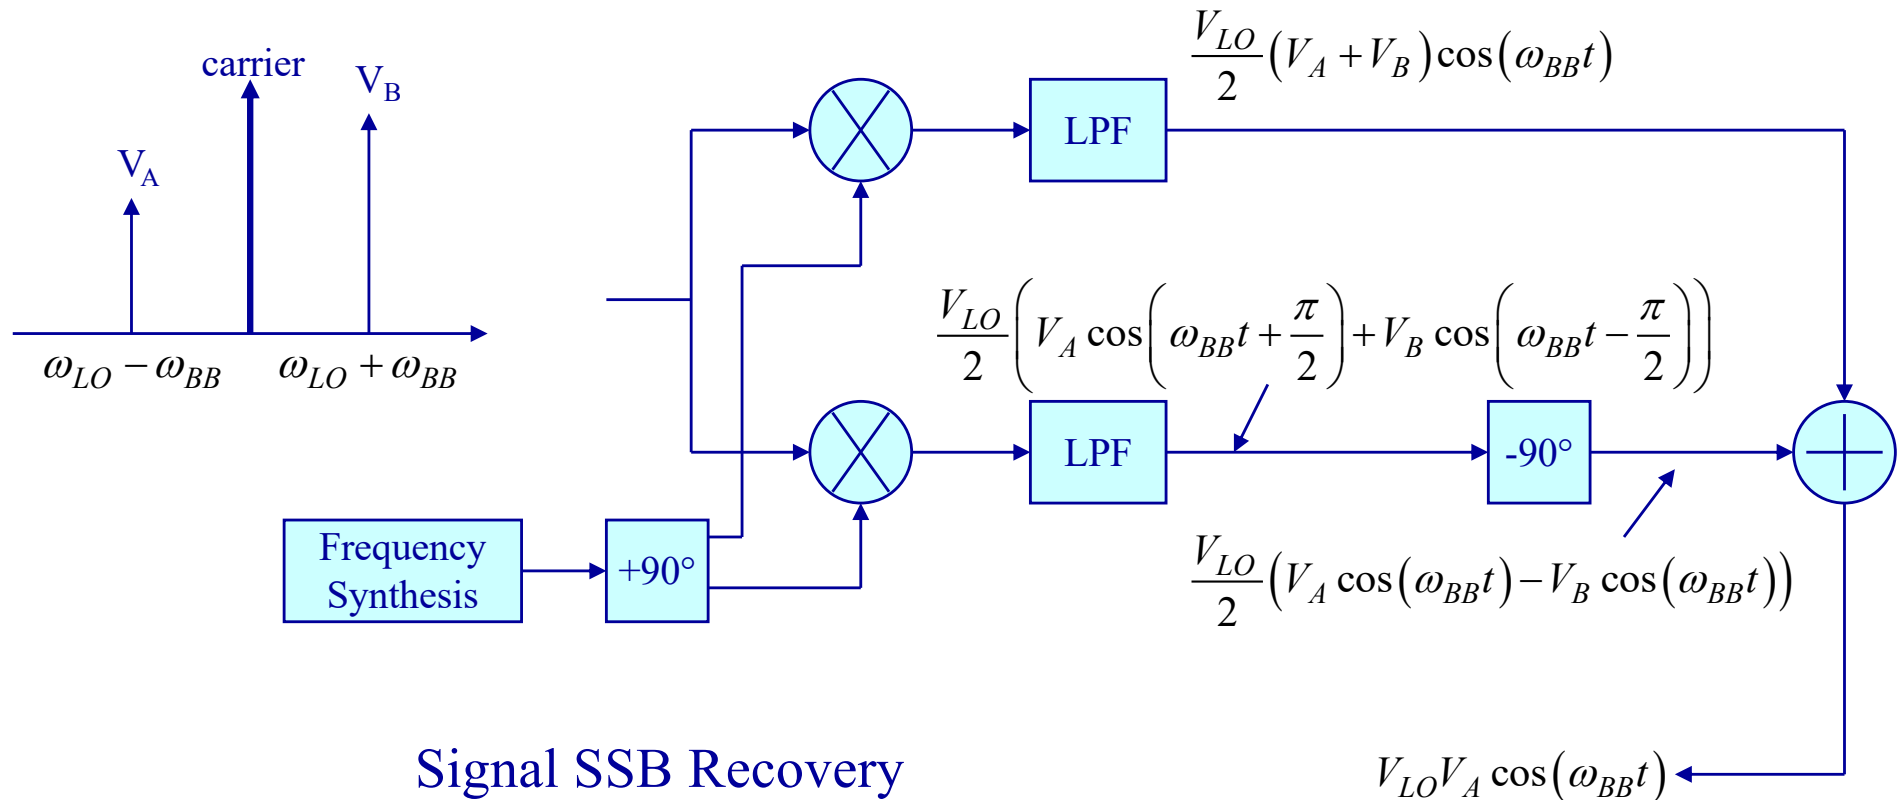 carrier
V_B
V_A
ω_LO − ω_BB
ω_LO + ω_BB
V_LO/2 (V_A + V_B) cos(ω_BB t)
LPF
V_LO/2 (V_A cos(ω_BB t + π/2) + V_B cos(ω_BB t − π/2))
LPF
-90°
Frequency
Synthesis
+90°
V_LO/2 (V_A cos(ω_BB t) − V_B cos(ω_BB t))
Signal SSB Recovery
V_LO V_A cos(ω_BB t)